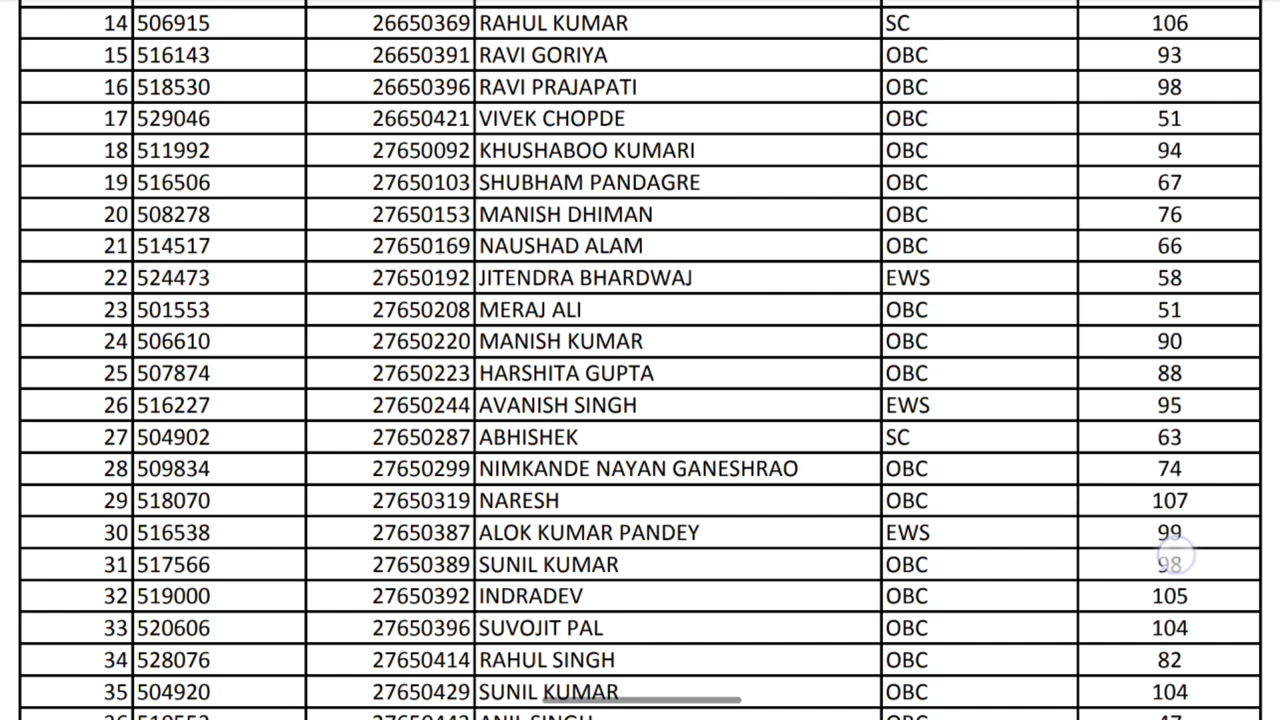 14 506915 26650369 RAHUL KUMAR SC 106
15 516143 26650391 RAVI GORIYA OBC 93
16 518530 26650396 RAVI PRAJAPATI OBC 98
17 529046 26650421 VIVEK CHOPDE OBC 51
18 511992 27650092 KHUSHABOO KUMARI OBC 94
19 516506 27650103 SHUBHAM PANDAGRE OBC 67
20 508278 27650153 MANISH DHIMAN OBC 76
21 514517 27650169 NAUSHAD ALAM OBC 66
22 524473 27650192 JITENDRA BHARDWAJ EWS 58
23 501553 27650208 MERAJ ALI OBC 51
24 506610 27650220 MANISH KUMAR OBC 90
25 507874 27650223 HARSHITA GUPTA OBC 88
26 516227 27650244 AVANISH SINGH EWS 95
27 504902 27650287 ABHISHEK SC 63
28 509834 27650299 NIMKANDE NAYAN GANESHRAO OBC 74
29 518070 27650319 NARESH OBC 107
30 516538 27650387 ALOK KUMAR PANDEY EWS 99
31 517566 27650389 SUNIL KUMAR OBC 98
32 519000 27650392 INDRADEV OBC 105
33 520606 27650396 SUVOJIT PAL OBC 104
34 528076 27650414 RAHUL SINGH OBC 82
35 504920 27650429 SUNIL KUMAR OBC 104
ANIL SINGH OBC